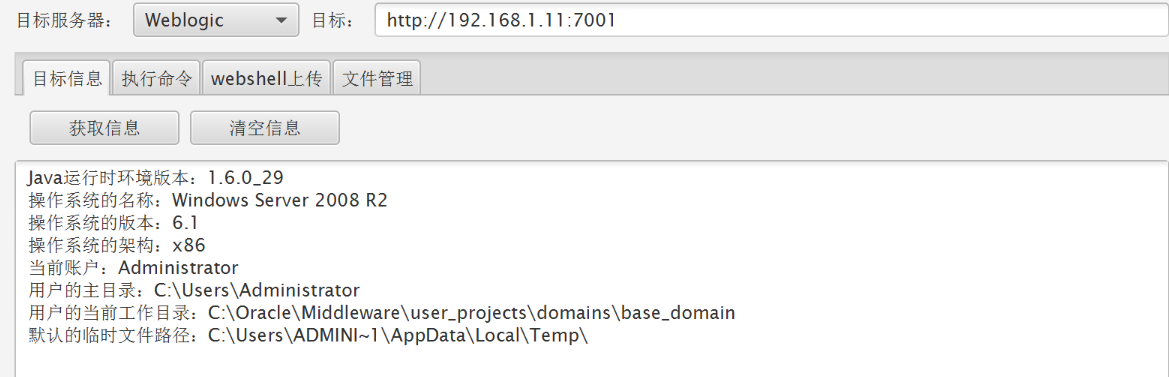 目标服务器： Weblogic 目标： http://192.168.1.11:7001
目标信息 执行命令 webshell上传 文件管理
获取信息 清空信息
Java运行时环境版本：1.6.0_29
操作系统的名称：Windows Server 2008 R2
操作系统的版本：6.1
操作系统的架构：x86
当前账户：Administrator
用户的主目录：C:\Users\Administrator
用户的当前工作目录：C:\Oracle\Middleware\user_projects\domains\base_domain
默认的临时文件路径：C:\Users\ADMINI~1\AppData\Local\Temp\